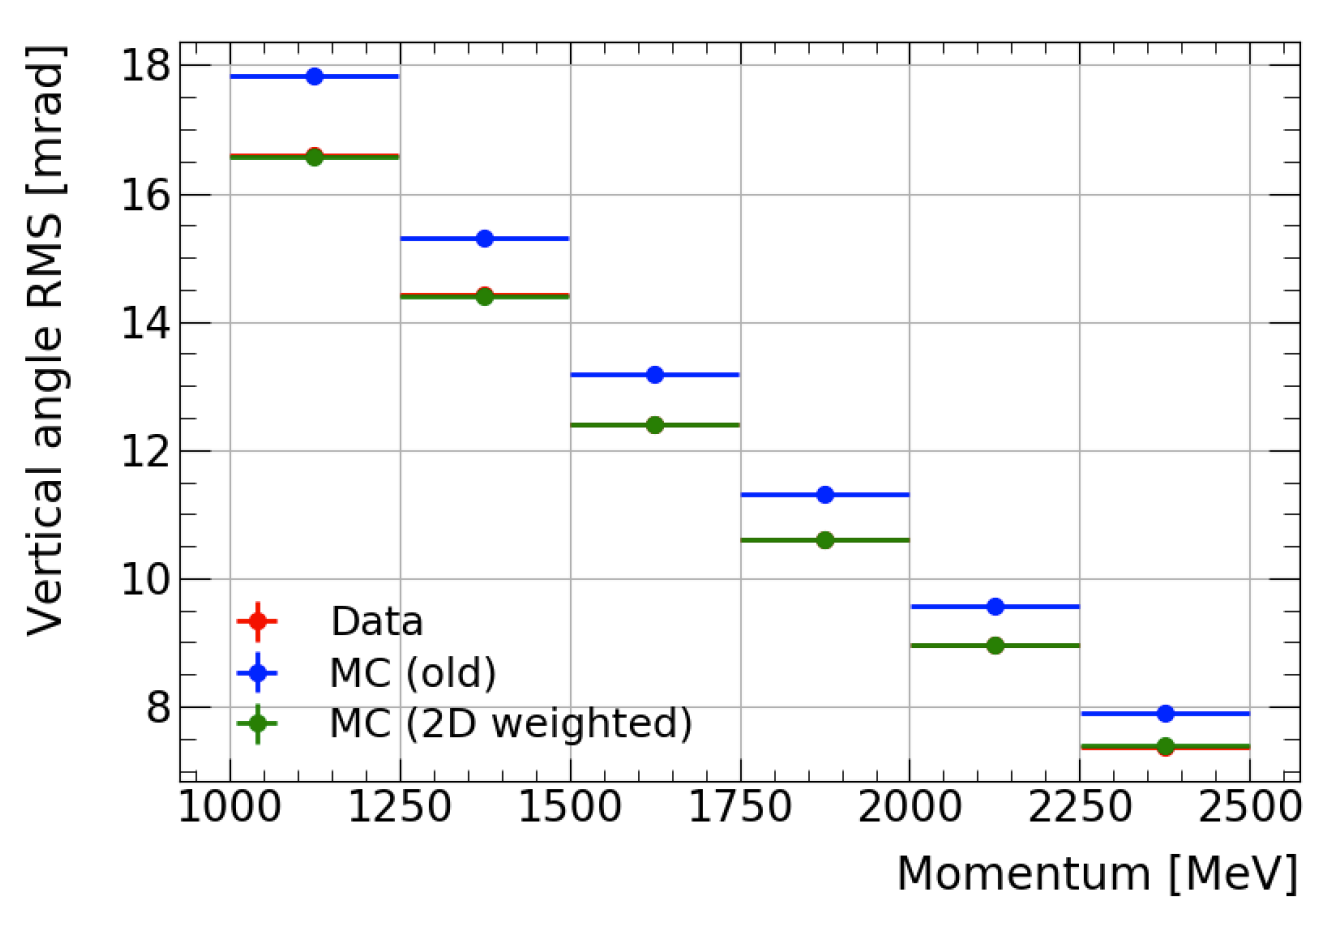 Vertical angle RMS [mrad]
18
16
14
12
10
8
Data
MC (old)
MC (2D weighted)
1000 1250 1500 1750 2000 2250 2500
Momentum [MeV]